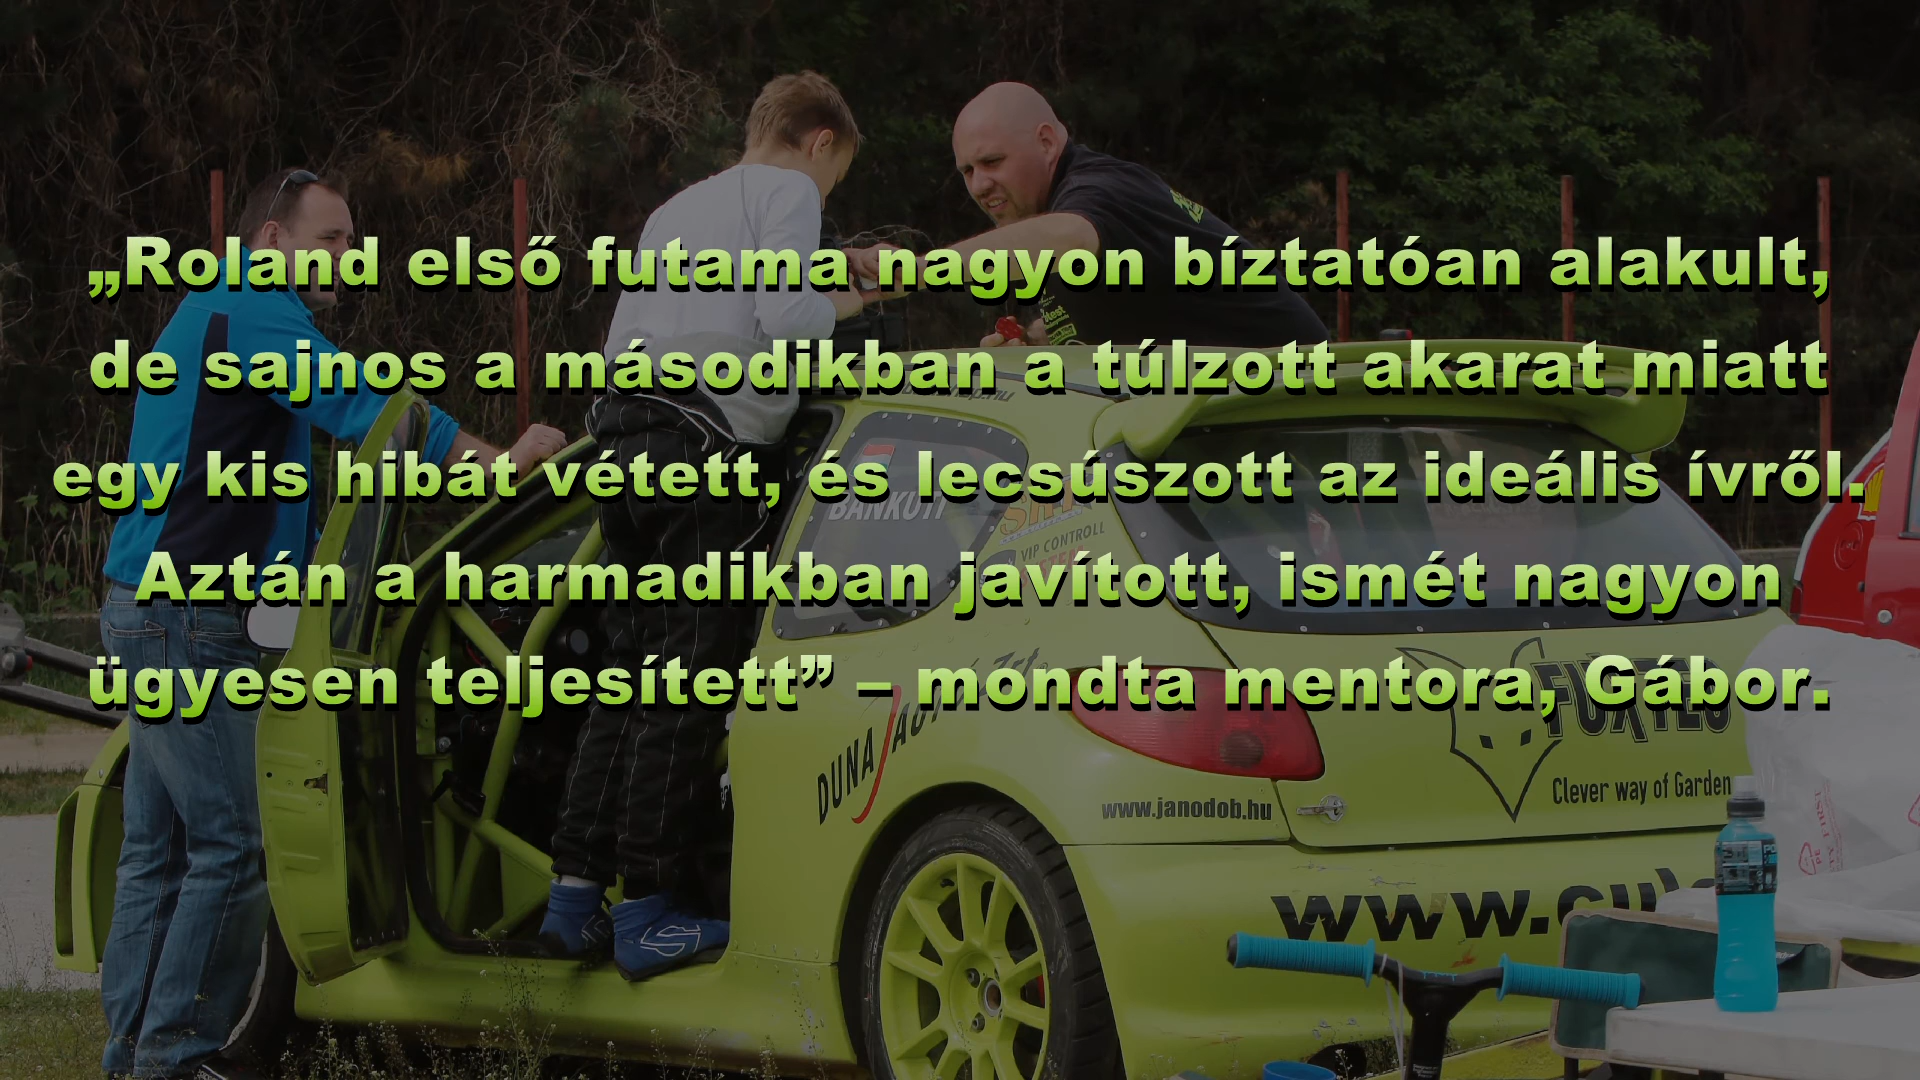 „Roland első futama nagyon bíztatóan alakult,
de sajnos a másodikban a túlzott akarat miatt
egy kis hibát vétett, és lecsúszott az ideális ívről.
Aztán a harmadikban javított, ismét nagyon
ügyesen teljesített” – mondta mentora, Gábor.
BANKUTI
VIP CONTROLL
DUNA AUTÓ
www.janodob.hu
Clever way of Garden